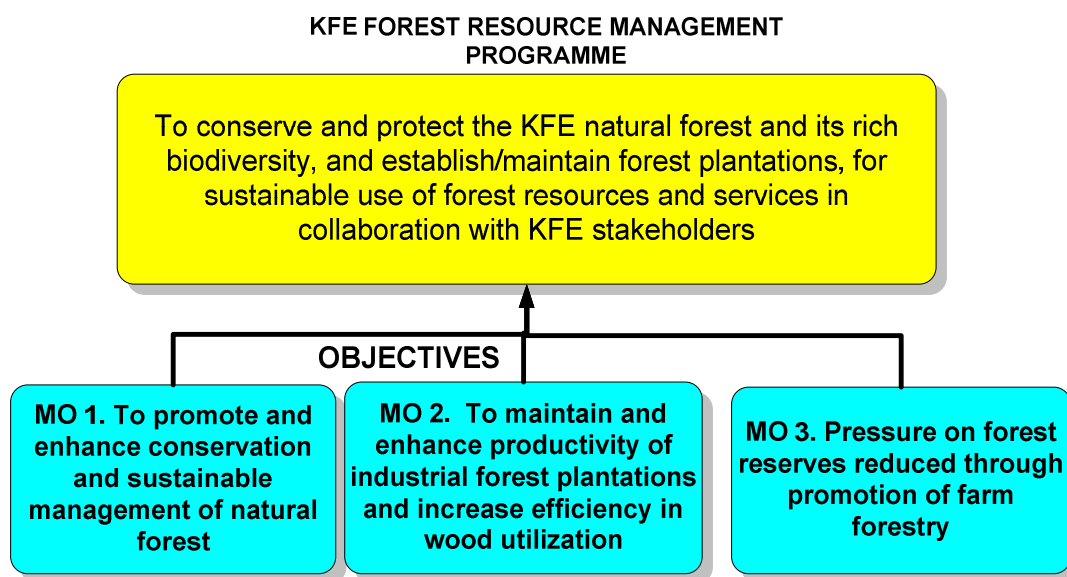 KFE FOREST RESOURCE MANAGEMENT
PROGRAMME
To conserve and protect the KFE natural forest and its rich
biodiversity, and establish/maintain forest plantations, for
sustainable use of forest resources and services in
collaboration with KFE stakeholders
OBJECTIVES
MO 1. To promote and
enhance conservation
and sustainable
management of natural
forest
MO 2.  To maintain and
enhance productivity of
industrial forest plantations
and increase efficiency in
wood utilization
MO 3. Pressure on forest
reserves reduced through
promotion of farm
forestry